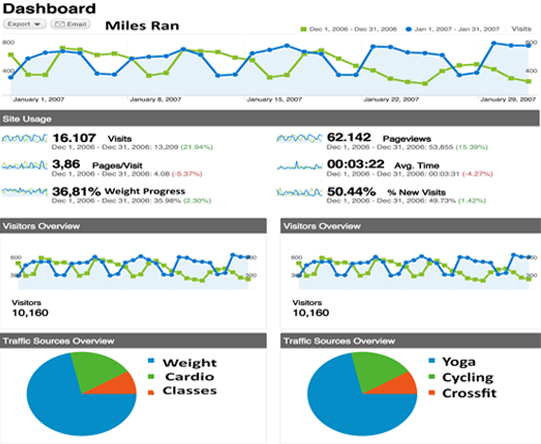 Dashboard
Export Email Miles Ran
Dec 1, 2006 - Dec 31, 2006 Jan 1, 2007 - Jan 31, 2007 Visits
800 800
400 400
January 1, 2007 January 8, 2007 January 15, 2007 January 22, 2007 January 29, 2007
Site Usage
16.107 Visits
Dec 1, 2006 - Dec 31, 2006: 13,209 (21.94%)
62.142 Pageviews
Dec 1, 2006 - Dec 31, 2006: 53,855 (15.39%)
3,86 Pages/Visit
Dec 1, 2006 - Dec 31, 2006: 4.08 (-5.37%)
00:03:22 Avg. Time
Dec 1, 2006 - Dec 31, 2006: 00:03:31 (-4.27%)
36,81% Weight Progress
Dec 1, 2006 - Dec 31, 2006: 35.98% (2.30%)
50.44% % New Visits
Dec 1, 2006 - Dec 31, 2006: 49.73% (1.42%)
Visitors Overview
600 600
300 300
Visitors
10,160
Visitors Overview
600 600
300 300
Visitors
10,160
Traffic Sources Overview
Weight
Cardio
Classes
Traffic Sources Overview
Yoga
Cycling
Crossfit